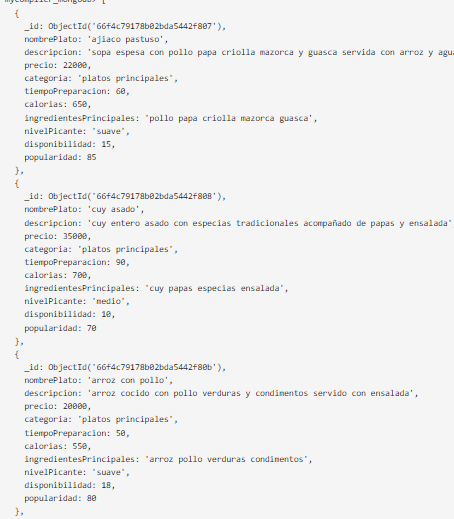 mycompiler_mongodb> [
{
_id: ObjectId('66f4c79178b02bda5442f807'),
nombrePlato: 'ajiaco pastuso',
descripcion: 'sopa espesa con pollo papa criolla mazorca y guasca servida con arroz y
precio: 22000,
categoria: 'platos principales',
tiempoPreparacion: 60,
calorias: 650,
ingredientesPrincipales: 'pollo papa criolla mazorca guasca',
nivelPicante: 'suave',
disponibilidad: 15,
popularidad: 85
},
{
_id: ObjectId('66f4c79178b02bda5442f808'),
nombrePlato: 'cuy asado',
descripcion: 'cuy entero asado con especias tradicionales acompañado de papas y ensalada'
precio: 35000,
categoria: 'platos principales',
tiempoPreparacion: 90,
calorias: 700,
ingredientesPrincipales: 'cuy papas especias ensalada',
nivelPicante: 'medio',
disponibilidad: 10,
popularidad: 70
},
{
_id: ObjectId('66f4c79178b02bda5442f80b'),
nombrePlato: 'arroz con pollo',
descripcion: 'arroz cocido con pollo verduras y condimentos servido con ensalada',
precio: 20000,
categoria: 'platos principales',
tiempoPreparacion: 50,
calorias: 550,
ingredientesPrincipales: 'arroz pollo verduras condimentos',
nivelPicante: 'suave',
disponibilidad: 18,
popularidad: 80
},